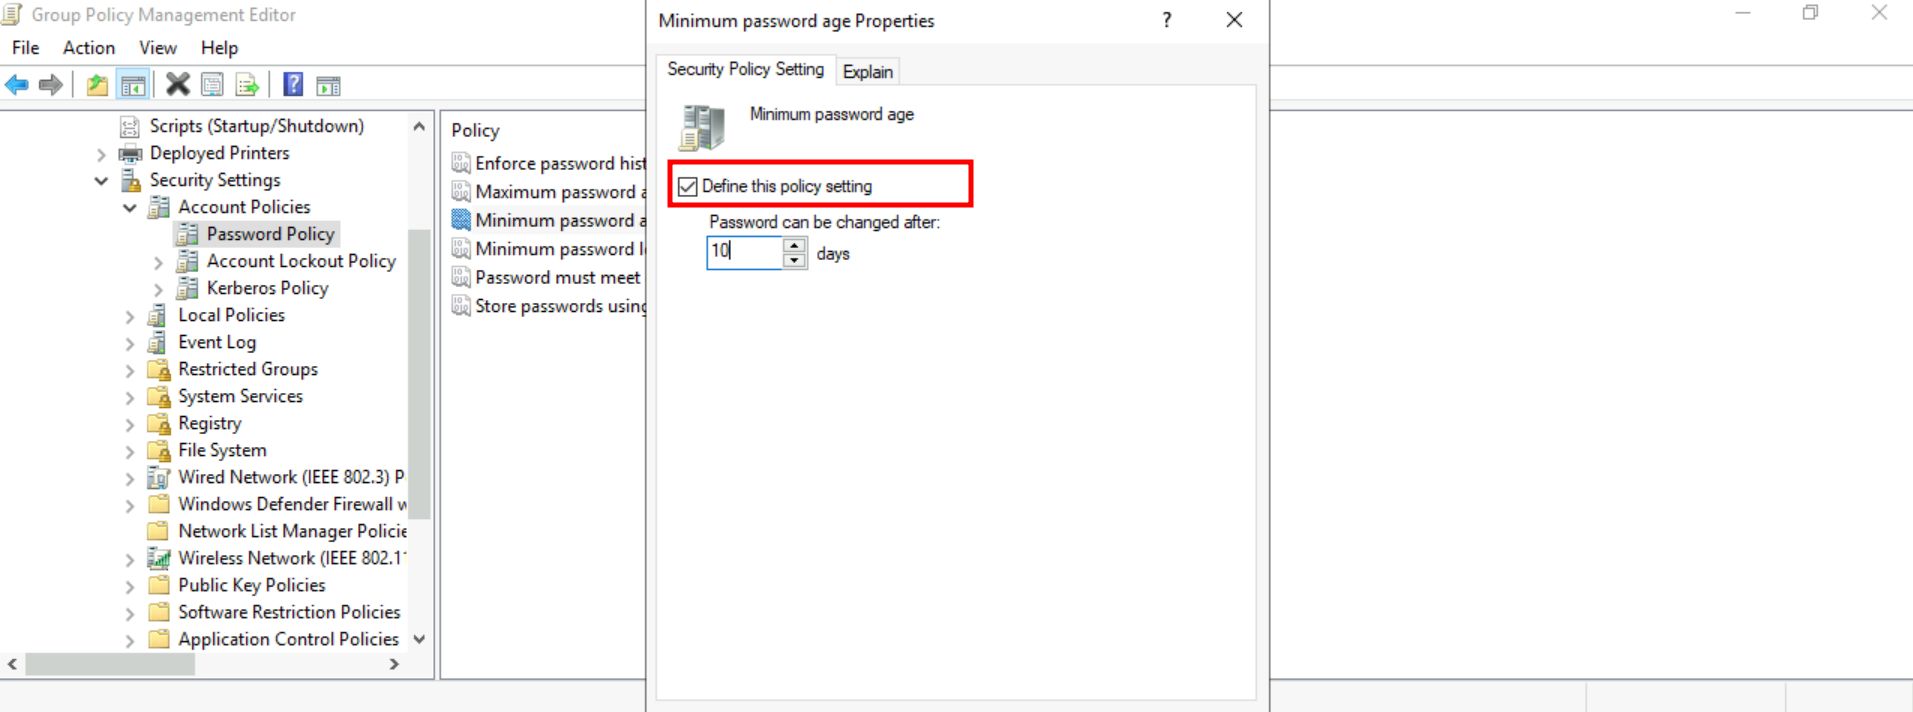 Group Policy Management Editor
File Action View Help
Scripts (Startup/Shutdown)
Deployed Printers
Security Settings
Account Policies
Password Policy
Account Lockout Policy
Kerberos Policy
Local Policies
Event Log
Restricted Groups
System Services
Registry
File System
Wired Network (IEEE 802.3) P
Windows Defender Firewall w
Network List Manager Policie
Wireless Network (IEEE 802.11
Public Key Policies
Software Restriction Policies
Application Control Policies
Policy
Enforce password hist
Maximum password a
Minimum password a
Minimum password l
Password must meet
Store passwords using
Minimum password age Properties
?
Security Policy Setting Explain
Minimum password age
Define this policy setting
Password can be changed after:
10 days